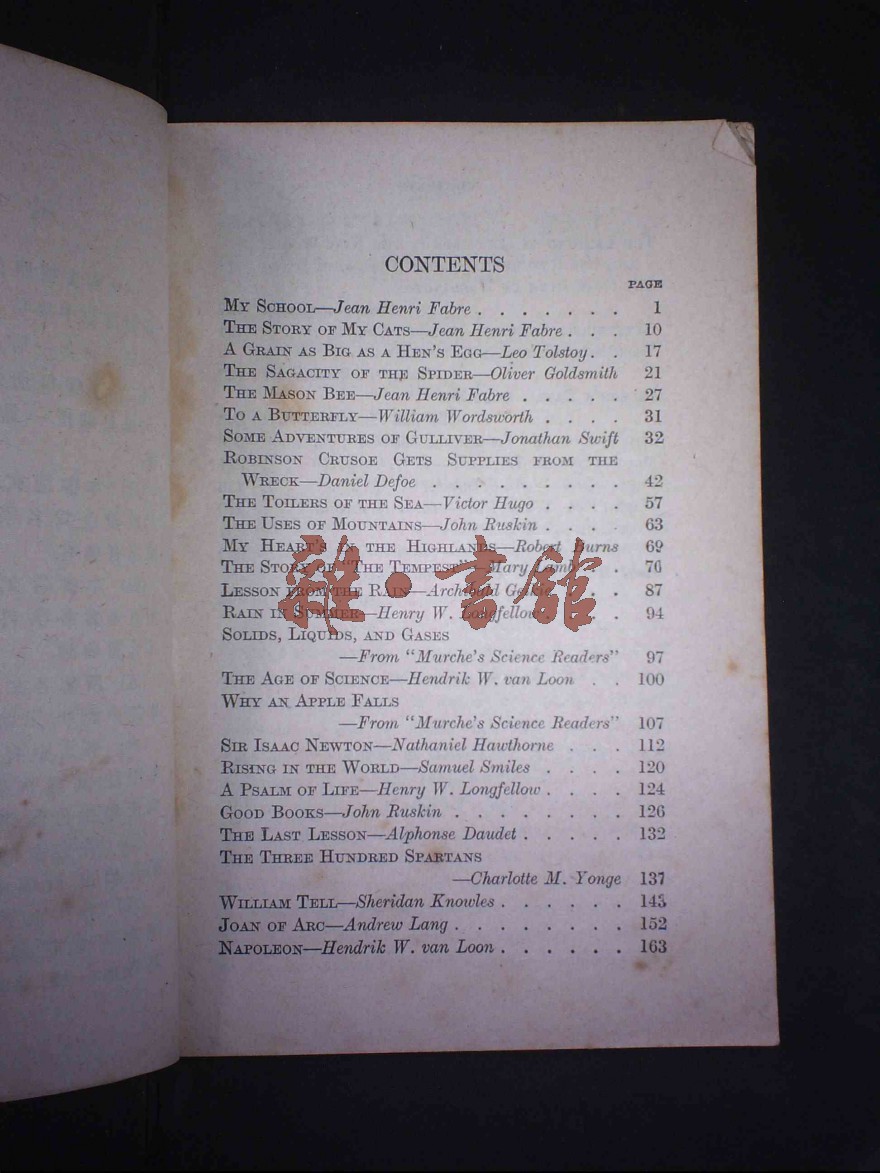 CONTENTS
PAGE
MY SCHOOL—Jean Henri Fabre . . . . . . . 1
THE STORY OF MY CATS—Jean Henri Fabre . . . 10
A GRAIN AS BIG AS A HEN'S EGG—Leo Tolstoy . . 17
THE SAGACITY OF THE SPIDER—Oliver Goldsmith 21
THE MASON BEE—Jean Henri Fabre . . . . . 27
TO A BUTTERFLY—William Wordsworth . . . . 31
SOME ADVENTURES OF GULLIVER—Jonathan Swift 32
ROBINSON CRUSOE GETS SUPPLIES FROM THE
WRECK—Daniel Defoe . . . . . . . . . 42
THE TOILERS OF THE SEA—Victor Hugo . . . . 57
THE USES OF MOUNTAINS—John Ruskin . . . . 63
MY HEART'S IN THE HIGHLANDS—Robert Burns 69
THE STORY OF "THE TEMPEST"—Mary Lamb . . 76
LESSON FROM THE RAIN—Archibald Geikie . . 87
RAIN IN SUMMER—Henry W. Longfellow . . . 94
SOLIDS, LIQUIDS, AND GASES
—From "Murche's Science Readers" 97
THE AGE OF SCIENCE—Hendrik W. van Loon . . 100
WHY AN APPLE FALLS
—From "Murche's Science Readers" 107
SIR ISAAC NEWTON—Nathaniel Hawthorne . . . 112
RISING IN THE WORLD—Samuel Smiles . . . . 120
A PSALM OF LIFE—Henry W. Longfellow . . . . 124
GOOD BOOKS—John Ruskin . . . . . . . . 126
THE LAST LESSON—Alphonse Daudet . . . . . 132
THE THREE HUNDRED SPARTANS
—Charlotte M. Yonge 137
WILLIAM TELL—Sheridan Knowles . . . . . . 143
JOAN OF ARC—Andrew Lang . . . . . . . . 152
NAPOLEON—Hendrik W. van Loon . . . . . . 163
雜·書館